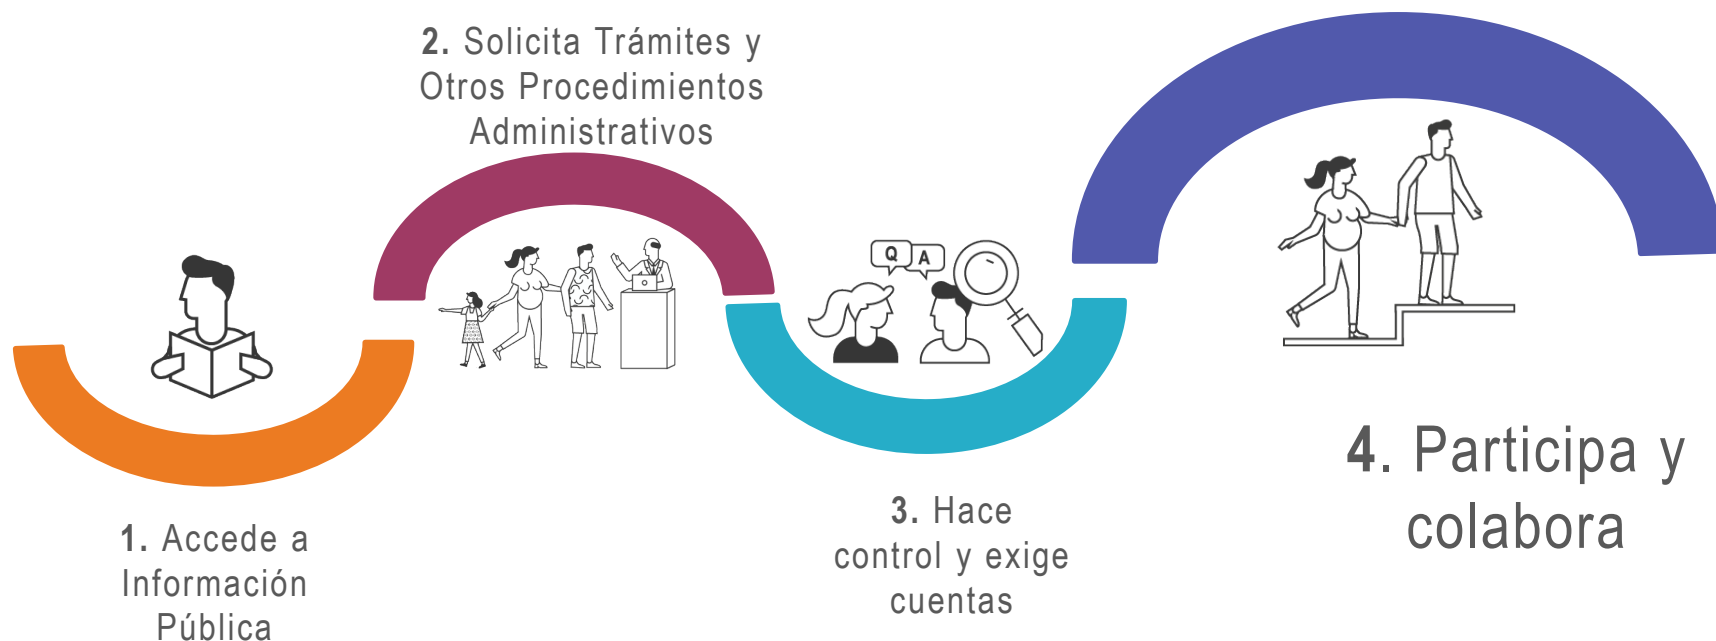 1. Accede a
Información
Pública
2. Solicita Trámites y
Otros Procedimientos
Administrativos
Q A
3. Hace
control y exige
cuentas
4. Participa y
colabora